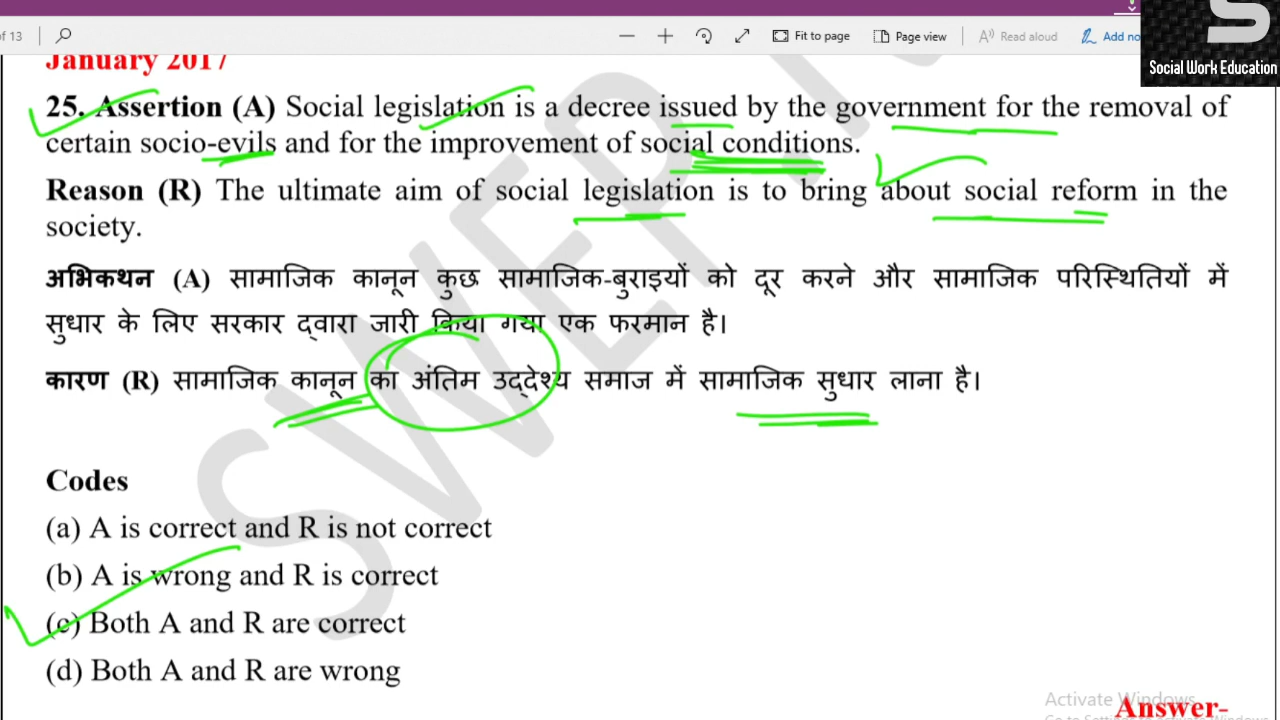 of 13
Fit to page
Page view
Read aloud
Add no
Social Work Education
January 2017
25. Assertion (A) Social legislation is a decree issued by the government for the removal of
certain socio-evils and for the improvement of social conditions.
Reason (R) The ultimate aim of social legislation is to bring about social reform in the
society.
अभिकथन (A) सामाजिक कानून कुछ सामाजिक-बुराइयों को दूर करने और सामाजिक परिस्थितियों में
सुधार के लिए सरकार द्वारा जारी किया गया एक फरमान है।
कारण (R) सामाजिक कानून का अंतिम उद्देश्य समाज में सामाजिक सुधार लाना है।
Codes
(a) A is correct and R is not correct
(b) A is wrong and R is correct
(c) Both A and R are correct
(d) Both A and R are wrong
Activate Windows
Answer-